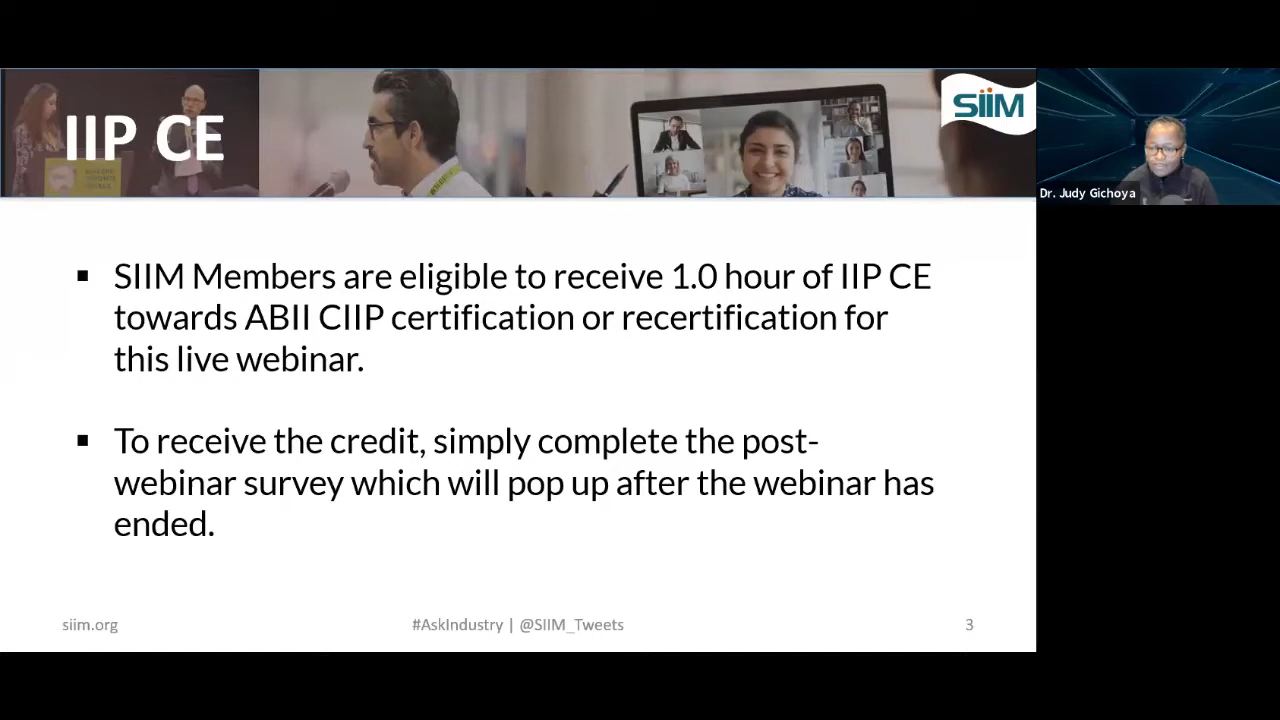 IIP CE
SiiM
Dr. Judy Gichoya
▪ SIIM Members are eligible to receive 1.0 hour of IIP CE
towards ABII CIIP certification or recertification for
this live webinar.
▪ To receive the credit, simply complete the post-
webinar survey which will pop up after the webinar has
ended.
siim.org
#AskIndustry | @SIIM_Tweets
3